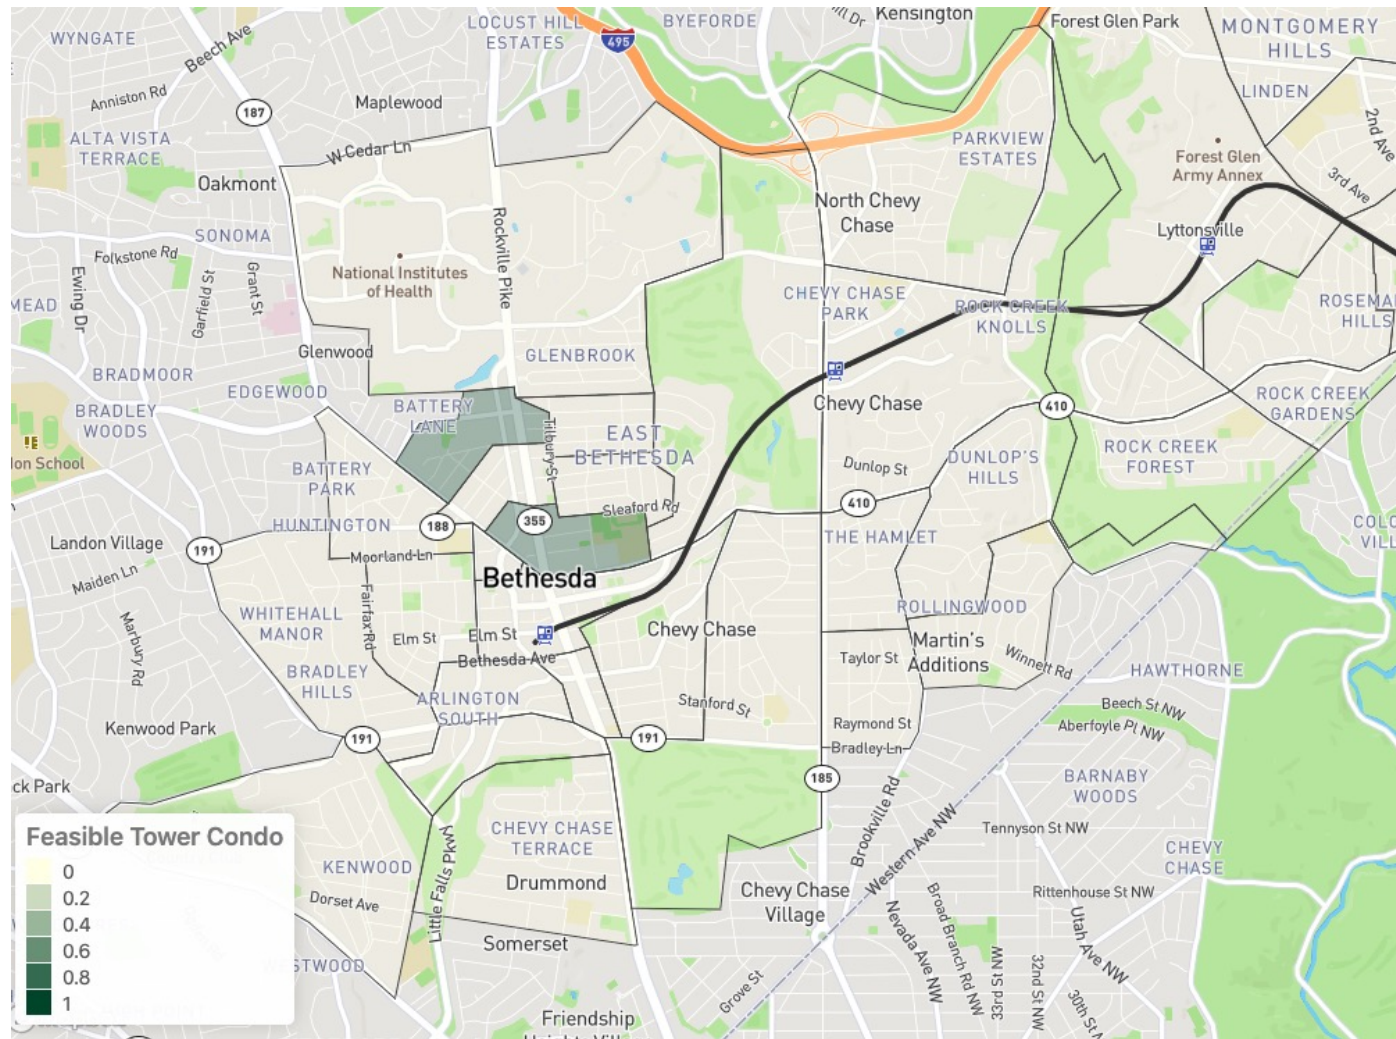 LOCUST HILL
ESTATES
BYEFORDE
Kensington
Forest Glen Park
MONTGOMERY
HILLS
WYNGATE
Beech Ave
495
LINDEN
Anniston Rd
Maplewood
187
2nd Ave
ALTA VISTA
TERRACE
W Cedar Ln
PARKVIEW
ESTATES
Forest Glen
Army Annex
Oakmont
3rd Ave
North Chevy
Chase
SONOMA
Rockville Pike
Lyttonsville
Folkstone Rd
Ewing Dr
Garfield St
Grant St
National Institutes
of Health
MEAD
CHEVY CHASE
PARK
ROCK CREEK
KNOLLS
ROSEMA
HILLS
Glenwood
GLENBROOK
BRADMOOR
EDGEWOOD
BRADLEY
WOODS
BATTERY
LANE
Chevy Chase
410
ROCK CREEK
GARDENS
Tilbury St
EAST
BETHESDA
on School
BATTERY
PARK
Dunlop St
DUNLOP'S
HILLS
ROCK CREEK
FOREST
Sleaford Rd
410
HUNTINGTON
188
355
THE HAMLET
COLO
VILL
Landon Village
191
Moorland Ln
Maiden Ln
Bethesda
Fairfax Rd
WHITEHALL
MANOR
Marbury Rd
ROLLINGWOOD
Elm St
Elm St
Chevy Chase
Martin's
Additions
Bethesda Ave
Taylor St
Winnett Rd
HAWTHORNE
BRADLEY
HILLS
ARLINGTON
SOUTH
Stanford St
Beech St NW
Aberfoyle Pl NW
Kenwood Park
Raymond St
191
191
Bradley Ln
185
ck Park
BARNABY
WOODS
Brookville Rd
Western Ave NW
Feasible Tower Condo
0
0.2
0.4
0.6
0.8
1
CHEVY CHASE
TERRACE
Tennyson St NW
CHEVY
CHASE
KENWOOD
Little Falls Pkwy
Drummond
Dorset Ave
Chevy Chase
Village
Rittenhouse St NW
Broad Branch Rd NW
Nevada Ave NW
Utah Ave NW
Somerset
33rd St NW
32nd St NW
30th St N
WESTWOOD
Grove St
Friendship